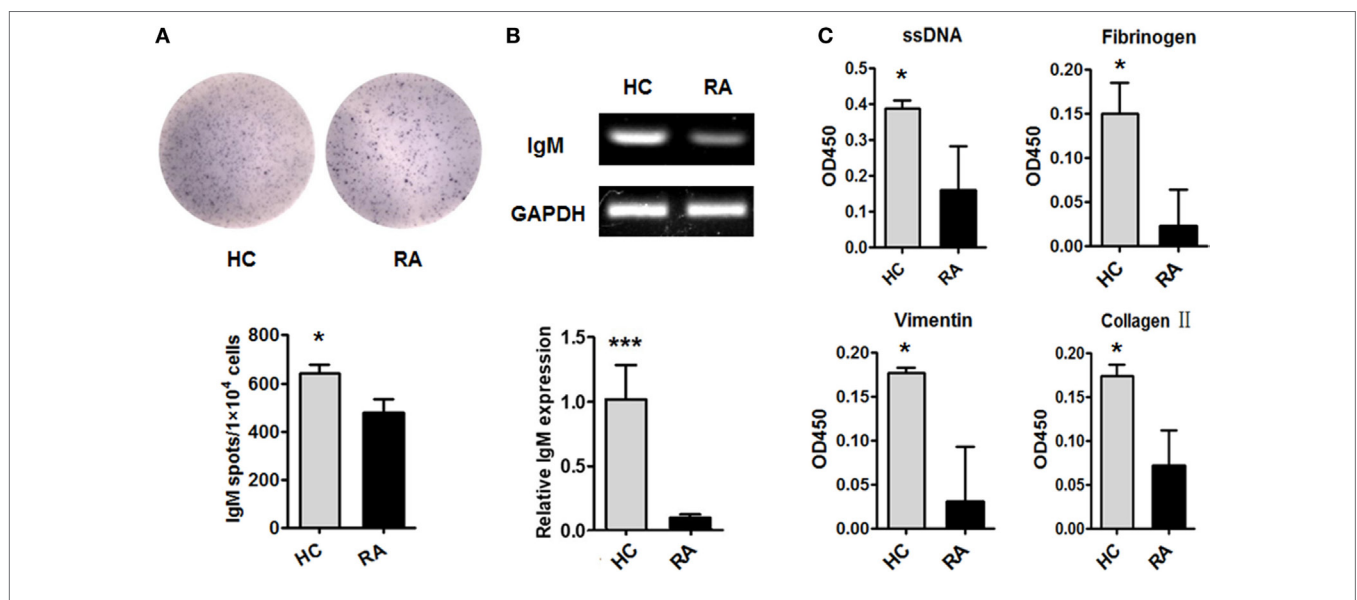 A
HC RA
800
600
400
200
0
IgM spots/1×10⁴ cells
*
HC RA
B
HC RA
IgM
GAPDH
1.5
1.0
0.5
0.0
Relative IgM expression
***
HC RA
C
ssDNA
0.5
0.4
0.3
0.2
0.1
0.0
OD450
*
HC RA
Fibrinogen
0.20
0.15
0.10
0.05
0.00
OD450
*
HC RA
Vimentin
0.20
0.15
0.10
0.05
0.00
OD450
*
HC RA
Collagen Ⅱ
0.20
0.15
0.10
0.05
0.00
OD450
*
HC RA